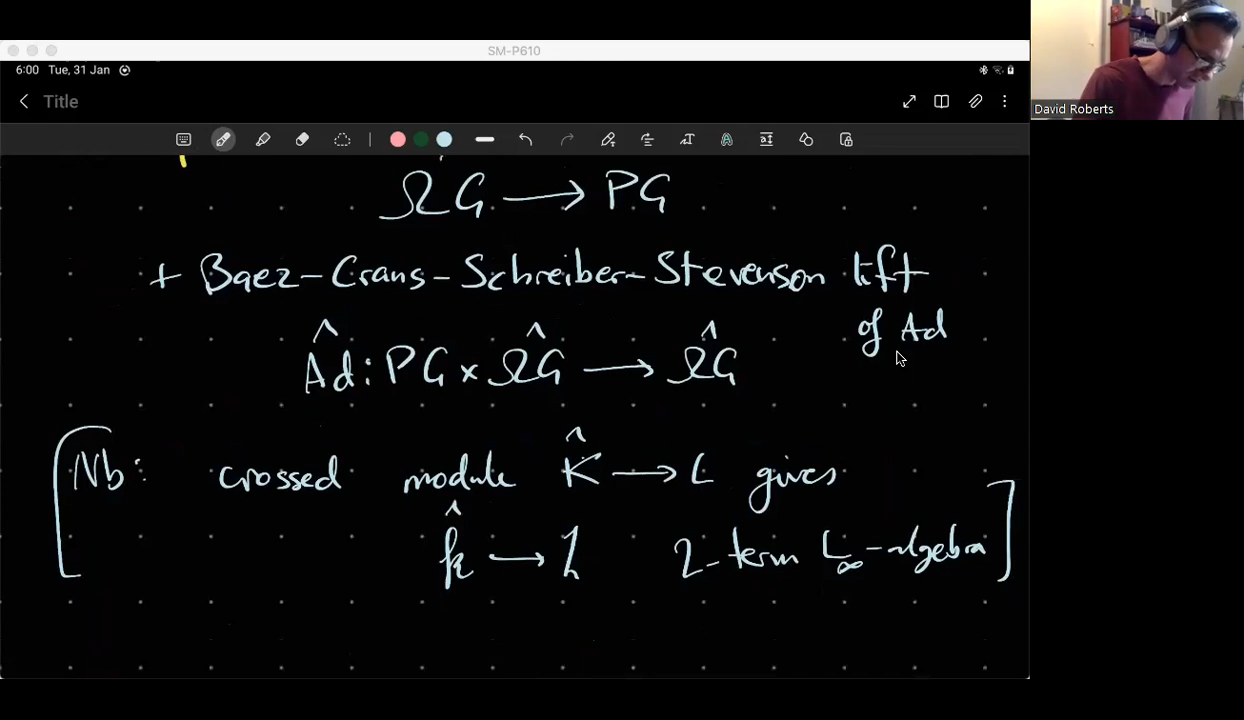 SM-P610
6:00 Tue, 31 Jan
Title
David Roberts
ΩG → PG
+ Baez-Crans-Schreiber-Stevenson lift
of Ad
Âd: PG × Ω̂G → Ω̂G
Nb: crossed module K̂ → L gives
k̂ → l 2-term L∞-algebra